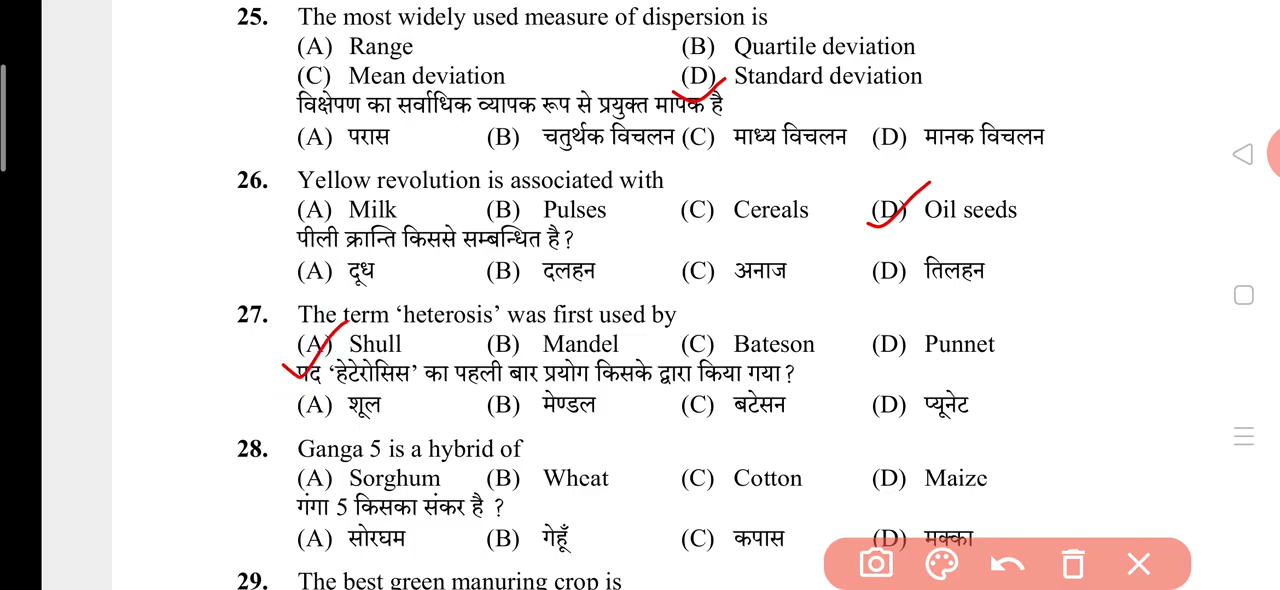 25. The most widely used measure of dispersion is
(A) Range (B) Quartile deviation
(C) Mean deviation (D) Standard deviation
विक्षेपण का सर्वाधिक व्यापक रूप से प्रयुक्त मापक है
(A) परास (B) चतुर्थक विचलन (C) माध्य विचलन (D) मानक विचलन
26. Yellow revolution is associated with
(A) Milk (B) Pulses (C) Cereals (D) Oil seeds
पीली क्रान्ति किससे सम्बन्धित है ?
(A) दूध (B) दलहन (C) अनाज (D) तिलहन
27. The term ‘heterosis’ was first used by
(A) Shull (B) Mandel (C) Bateson (D) Punnet
पद ‘हेटेरोसिस’ का पहली बार प्रयोग किसके द्वारा किया गया ?
(A) शूल (B) मेण्डल (C) बटेसन (D) प्यूनेट
28. Ganga 5 is a hybrid of
(A) Sorghum (B) Wheat (C) Cotton (D) Maize
गंगा 5 किसका संकर है ?
(A) सोरघम (B) गेहूँ (C) कपास (D) मक्का
29. The best green manuring crop is